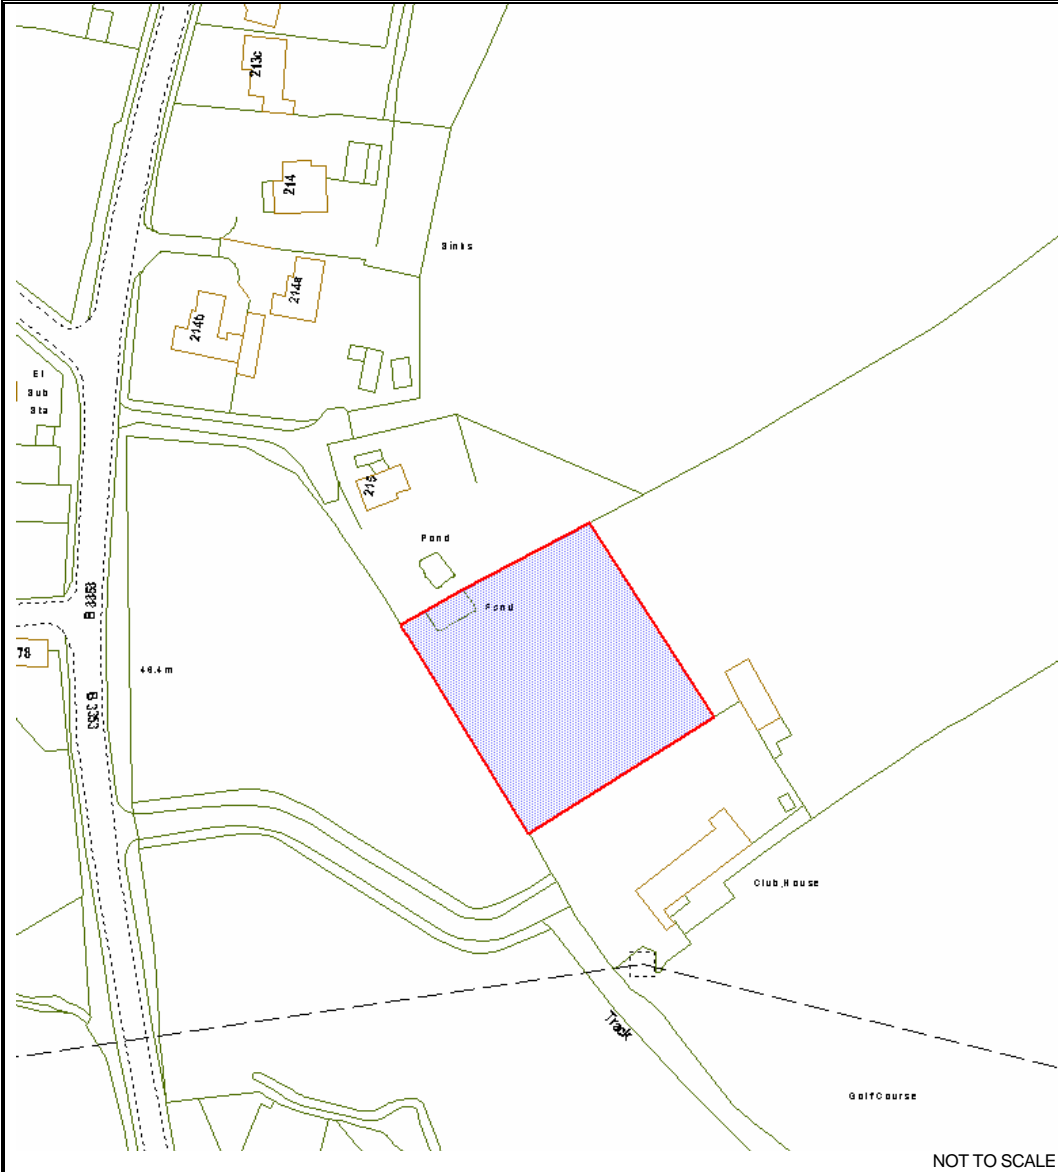 213c
214
Sinks
214a
214b
El
Sub
Sta
215
Pond
Pond
B 3353
78
46.4m
B 3353
Club House
Track
Golf Course
NOT TO SCALE